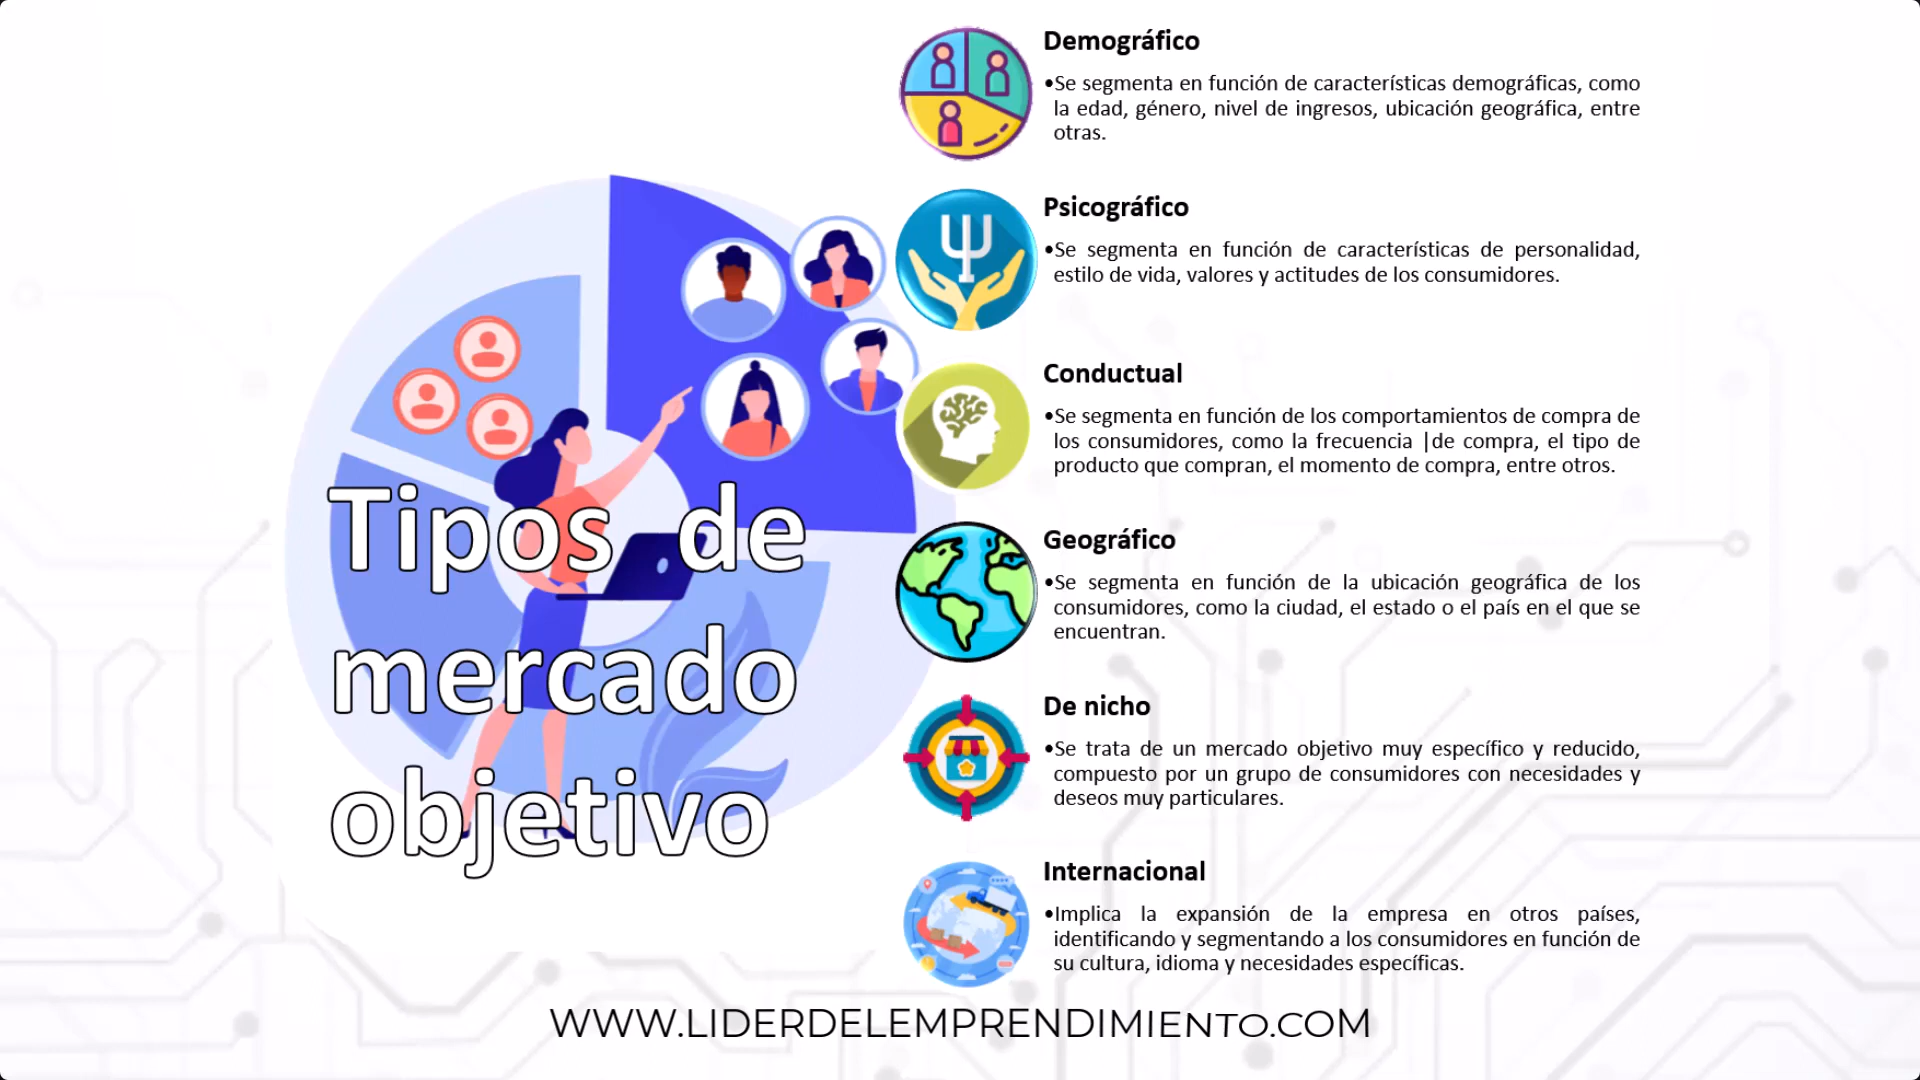 Tipos de
mercado
objetivo
Demográfico
•Se segmenta en función de características demográficas, como
la edad, género, nivel de ingresos, ubicación geográfica, entre
otras.
Psicográfico
•Se segmenta en función de características de personalidad,
estilo de vida, valores y actitudes de los consumidores.
Conductual
•Se segmenta en función de los comportamientos de compra de
los consumidores, como la frecuencia |de compra, el tipo de
producto que compran, el momento de compra, entre otros.
Geográfico
•Se segmenta en función de la ubicación geográfica de los
consumidores, como la ciudad, el estado o el país en el que se
encuentran.
De nicho
•Se trata de un mercado objetivo muy específico y reducido,
compuesto por un grupo de consumidores con necesidades y
deseos muy particulares.
Internacional
•Implica la expansión de la empresa en otros países,
identificando y segmentando a los consumidores en función de
su cultura, idioma y necesidades específicas.
WWW.LIDERDELEMPRENDIMIENTO.COM